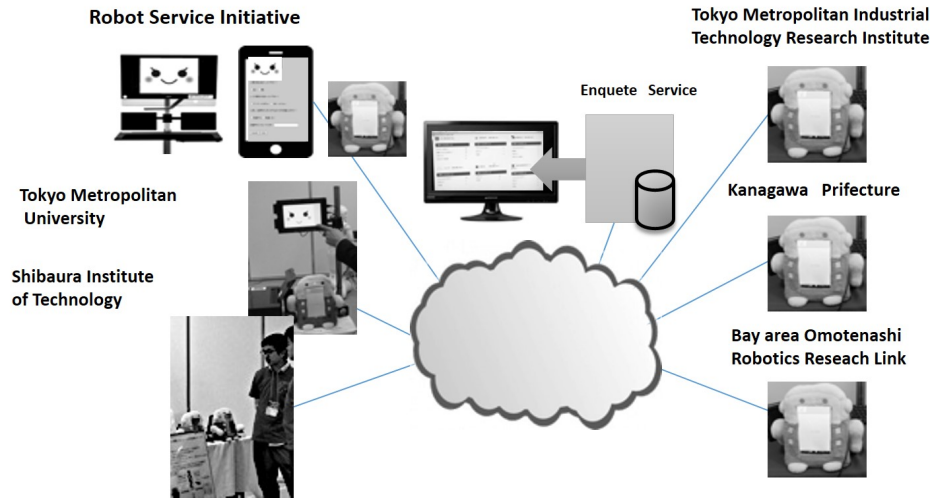 Robot Service Initiative
Tokyo Metropolitan Industrial
Technology Research Institute
Enquete Service
Tokyo Metropolitan
University
Kanagawa Prifecture
Shibaura Institute
of Technology
Bay area Omotenashi
Robotics Reseach Link